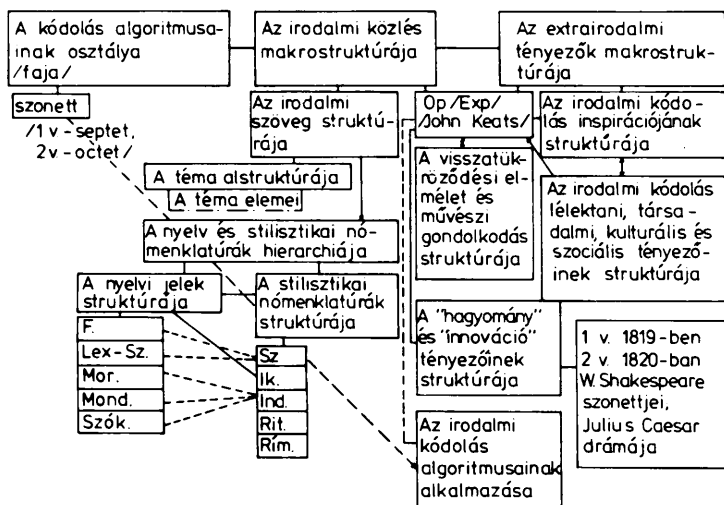 A kódolás algoritmusa-
inak osztálya
/faja/
Az irodalmi közlés
makrostruktúrája
Az extrairodalmi
tényezők makrostruk-
túrája
szonett
/1 v-septet,
2 v-octet/
Az irodalmi
szöveg struktú-
rája
Op/Exp/
/John Keats/
Az irodalmi kódo-
lás inspirációjának
struktúrája
A téma alstruktúrája
A téma elemei
A visszatük-
röződési el-
mélet és
művészi
gondolkodás
struktúrája
Az irodalmi kódolás
lélektani, társa-
dalmi, kulturális és
szociális tényező-
inek struktúrája
A nyelv és stilisztikai nó-
menklatúrák hierarchiája
A nyelvi jelek
struktúrája
A stilisztikai
nómenklatúrák
struktúrája
A "hagyomány"
és "innováció"
tényezőinek
struktúrája
1 v. 1819-ben
2 v. 1820-ban
W. Shakespeare
szonettjei,
Julius Caesar
drámája
F.
Lex-Sz.
Mor.
Mond.
Szók.
Sz
Ik.
Ind.
Rit.
Rím.
Az irodalmi
kódolás
algoritmusainak
alkalmazása